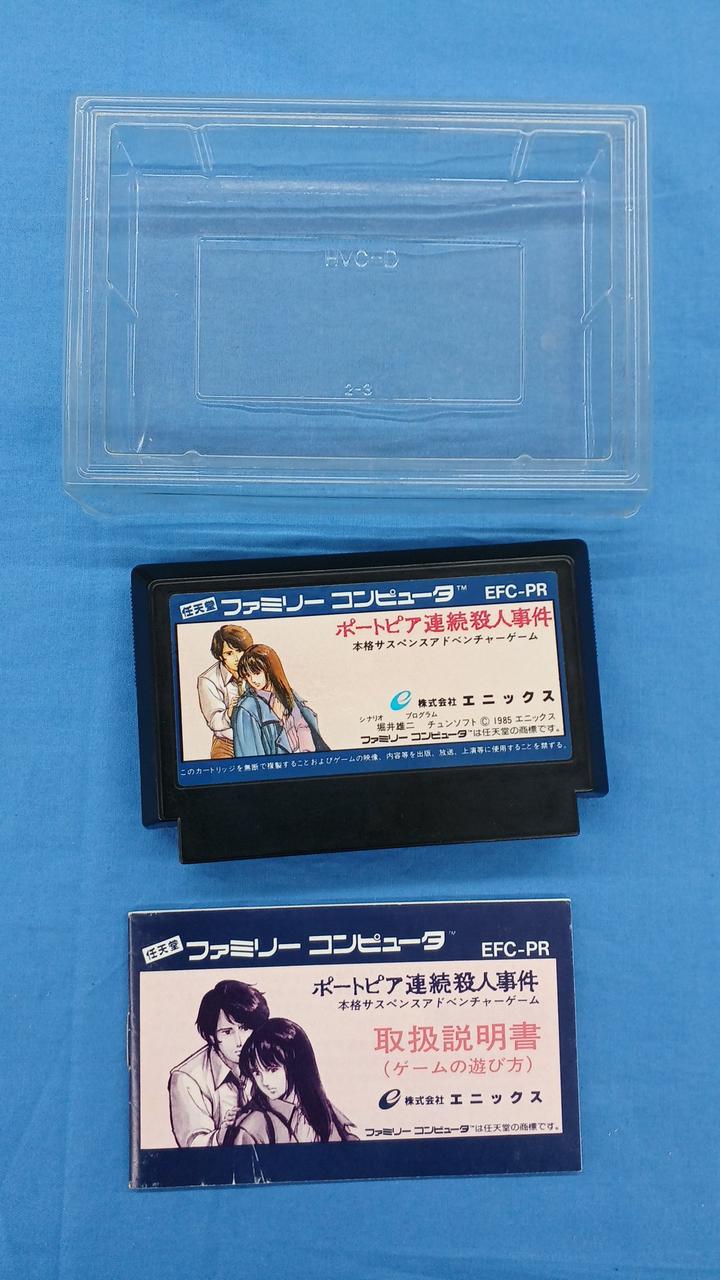 HVC-D
2-3
任天堂 ファミリーコンピュータ™ EFC-PR
ポートピア連続殺人事件
本格サスペンスアドベンチャーゲーム
e 株式会社 エニックス
シナリオ プログラム
堀井雄二 チュンソフト © 1985 エニックス
ファミリーコンピュータは任天堂の商標です。
このカートリッジを無断で複製することおよびゲームの映像、内容等を出版、放送、上演等に使用することを禁ずる。
任天堂 ファミリーコンピュータ™ EFC-PR
ポートピア連続殺人事件
本格サスペンスアドベンチャーゲーム
取扱説明書
(ゲームの遊び方)
e 株式会社 エニックス
ファミリーコンピュータは任天堂の商標です。